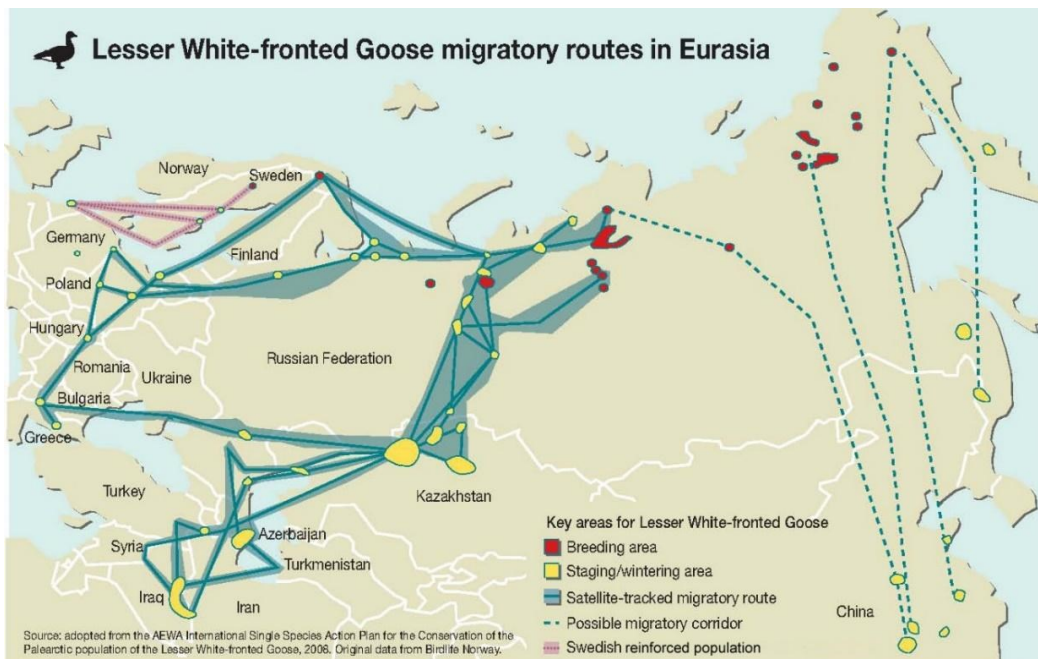 Lesser White-fronted Goose migratory routes in Eurasia
Norway
Sweden
Germany
Finland
Poland
Hungary
Romania
Ukraine
Russian Federation
Bulgaria
Greece
Turkey
Kazakhstan
Syria
Azerbaijan
Turkmenistan
Iraq
Iran
China
Key areas for Lesser White-fronted Goose
Breeding area
Staging/wintering area
Satellite-tracked migratory route
Possible migratory corridor
Swedish reinforced population
Source: adopted from the AEWA International Single Species Action Plan for the Conservation of the
Palearctic population of the Lesser White-fronted Goose, 2008. Original data from Birdlife Norway.